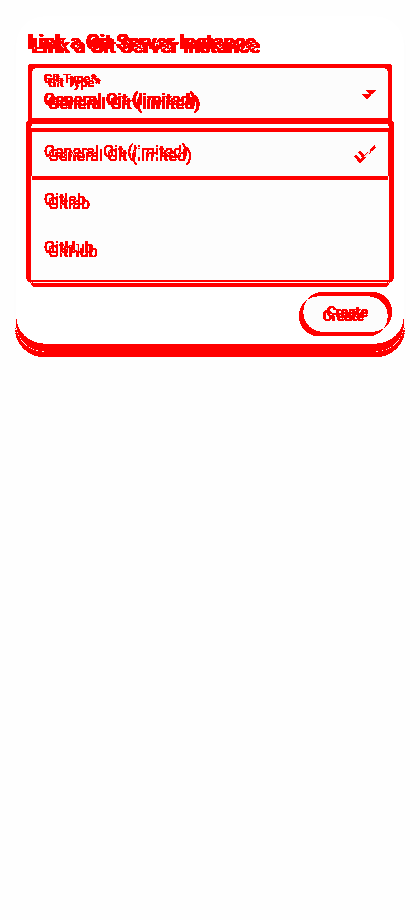 Link a Git Server Instance
Git Type*
General Git (limited)
General Git (limited)
Gitlab
GitHub
Create